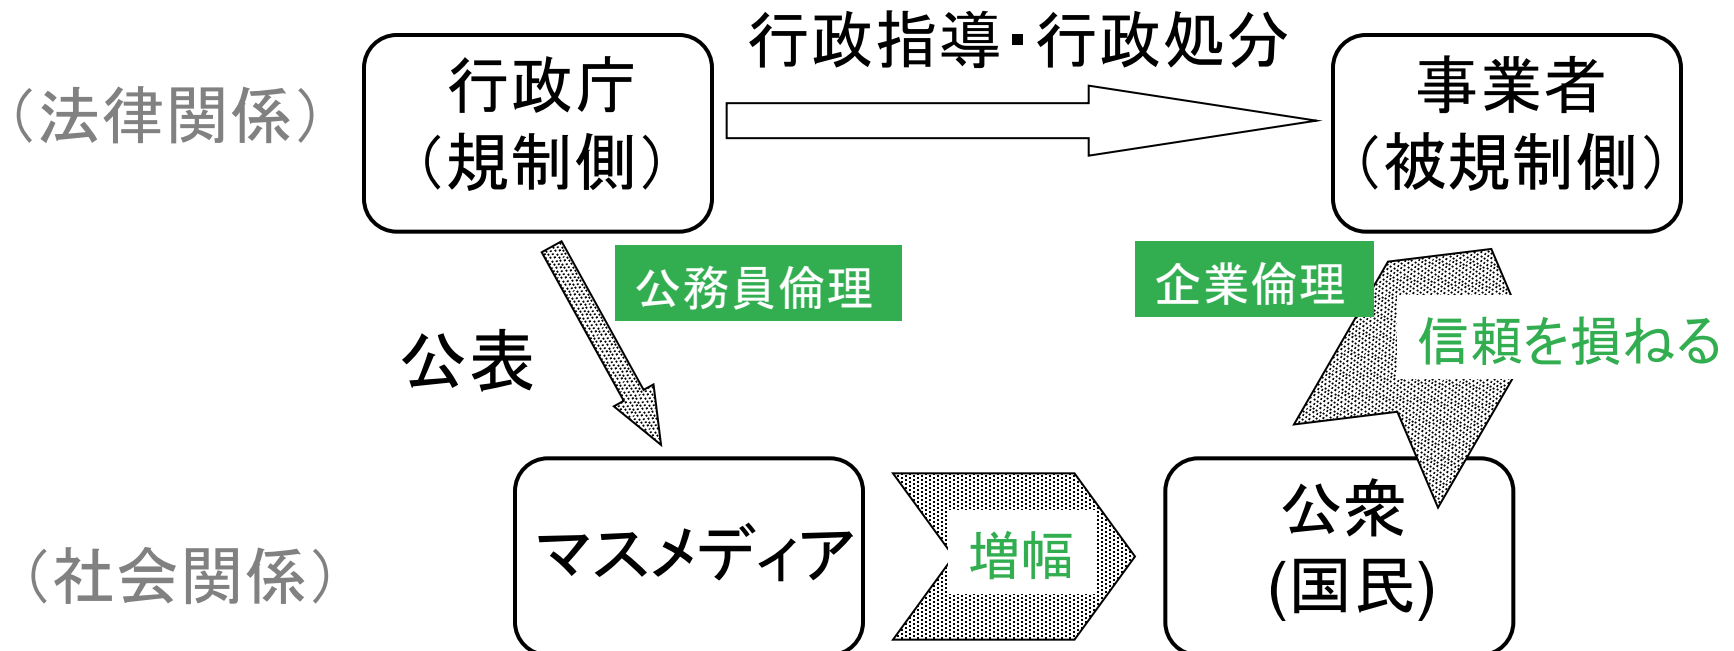 行政指導・行政処分
(法律関係)
行政庁
(規制側)
事業者
(被規制側)
公務員倫理
企業倫理
公表
信頼を損ねる
(社会関係)
マスメディア
増幅
公衆
(国民)